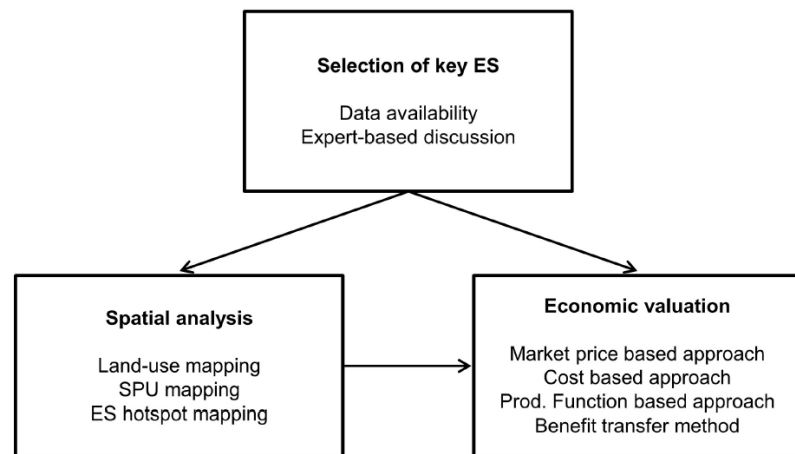 Selection of key ES
Data availability
Expert-based discussion
Spatial analysis
Land-use mapping
SPU mapping
ES hotspot mapping
Economic valuation
Market price based approach
Cost based approach
Prod. Function based approach
Benefit transfer method